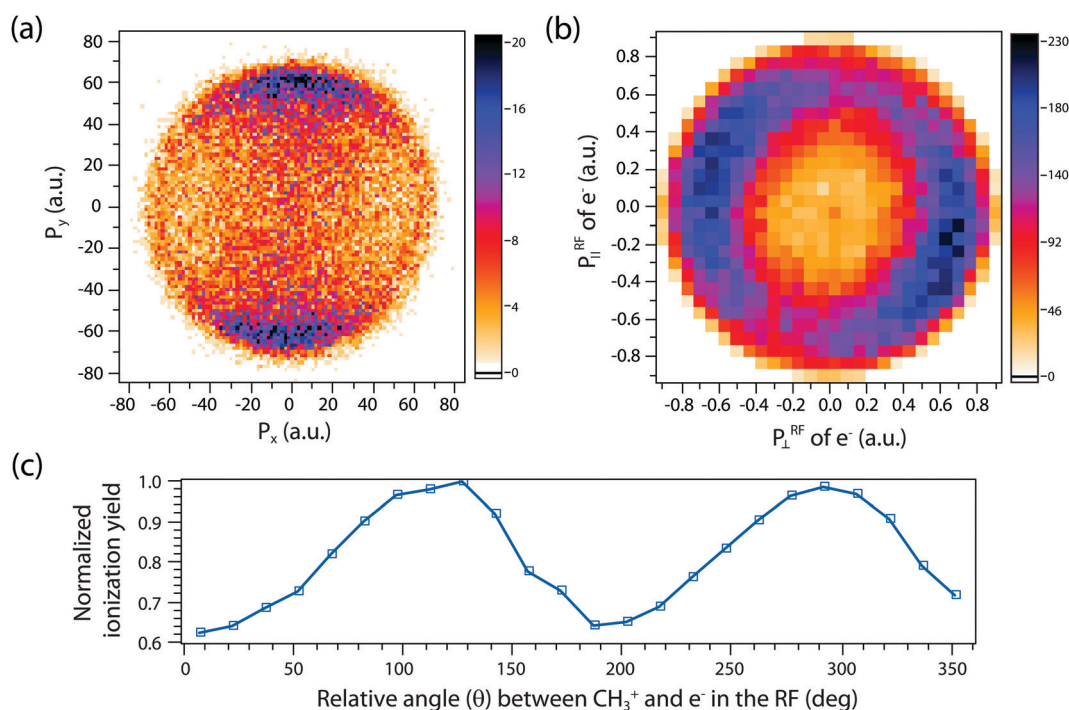 (a)
80
60
40
20
0
-20
-40
-60
-80
P_y (a.u.)
-80 -60 -40 -20 0 20 40 60 80
P_x (a.u.)
20
16
12
8
4
0
(b)
0.8
0.6
0.4
0.2
0.0
-0.2
-0.4
-0.6
-0.8
P_||^RF of e^- (a.u.)
-0.8 -0.6 -0.4 -0.2 0.0 0.2 0.4 0.6 0.8
P_⊥^RF of e^- (a.u.)
230
180
140
92
46
0
(c)
1.0
0.9
0.8
0.7
0.6
Normalized
ionization yield
0 50 100 150 200 250 300 350
Relative angle (θ) between CH₃⁺ and e⁻ in the RF (deg)